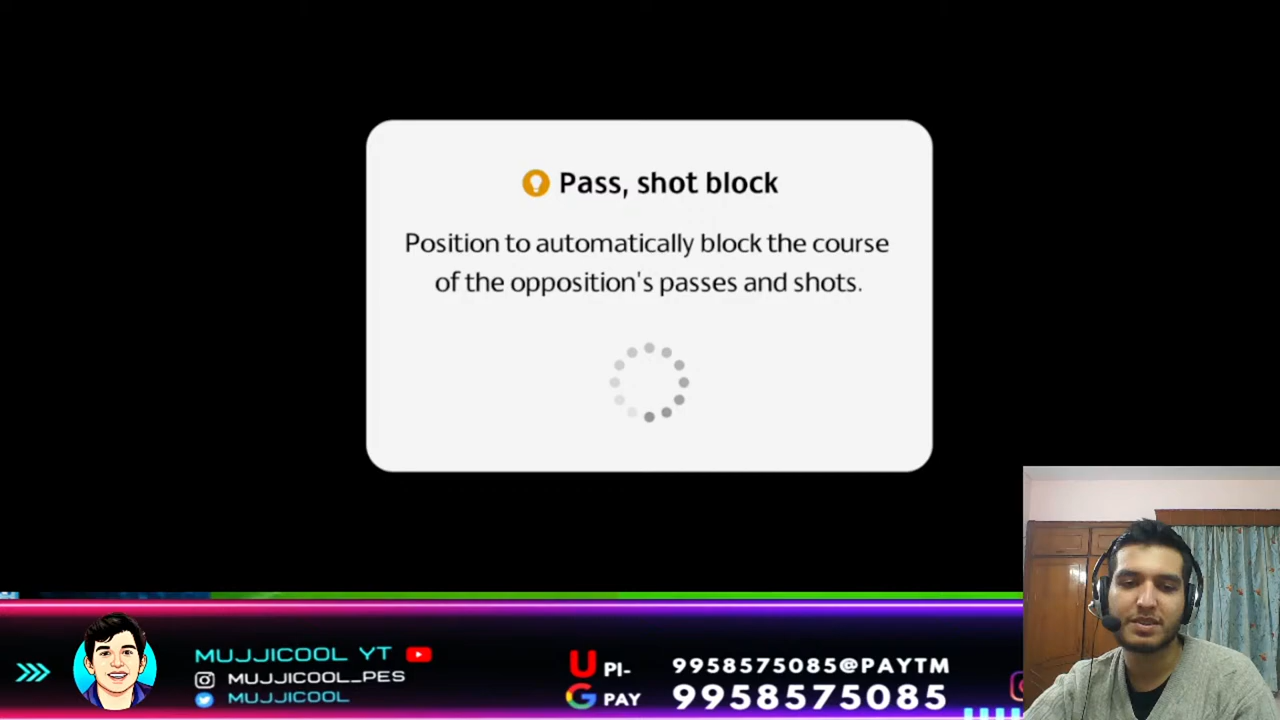 Pass, shot block
Position to automatically block the course
of the opposition's passes and shots.
MUJJICOOL YT
MUJJICOOL_PES
MUJJICOOL
UPI-
9958575085@PAYTM
G PAY
9958575085